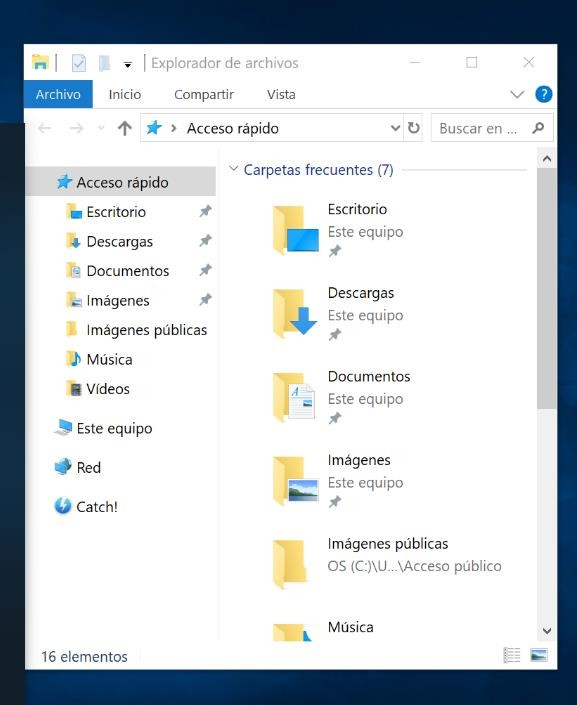 Explorador de archivos
Archivo Inicio Compartir Vista ?
Acceso rápido Buscar en ...
Acceso rápido
Escritorio
Descargas
Documentos
Imágenes
Imágenes públicas
Música
Vídeos
Este equipo
Red
Catch!
Carpetas frecuentes (7)
Escritorio
Este equipo
Descargas
Este equipo
Documentos
Este equipo
Imágenes
Este equipo
Imágenes públicas
OS (C:)\U...\Acceso público
Música
16 elementos